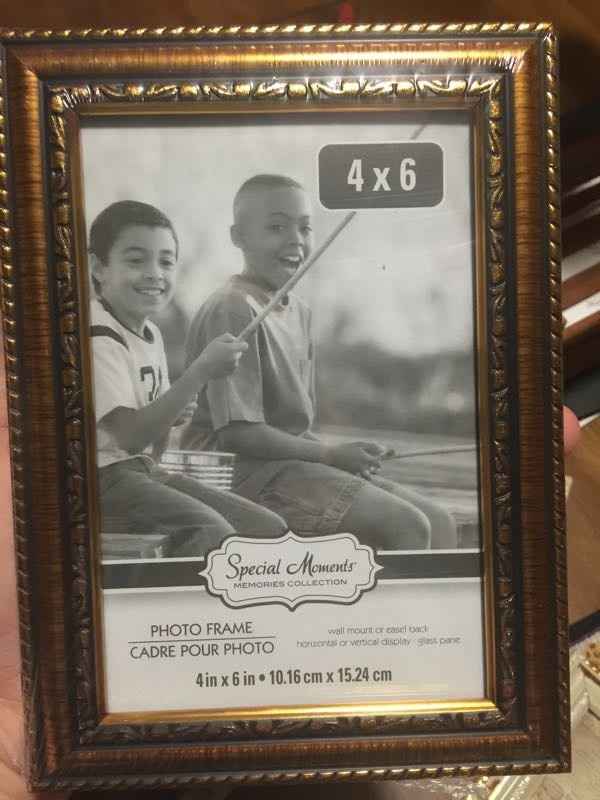 4 x 6
Special Moments
MEMORIES COLLECTION
PHOTO FRAME
CADRE POUR PHOTO
wall mount or easel back
horizontal or vertical display · glass pane
4 in x 6 in • 10.16 cm x 15.24 cm